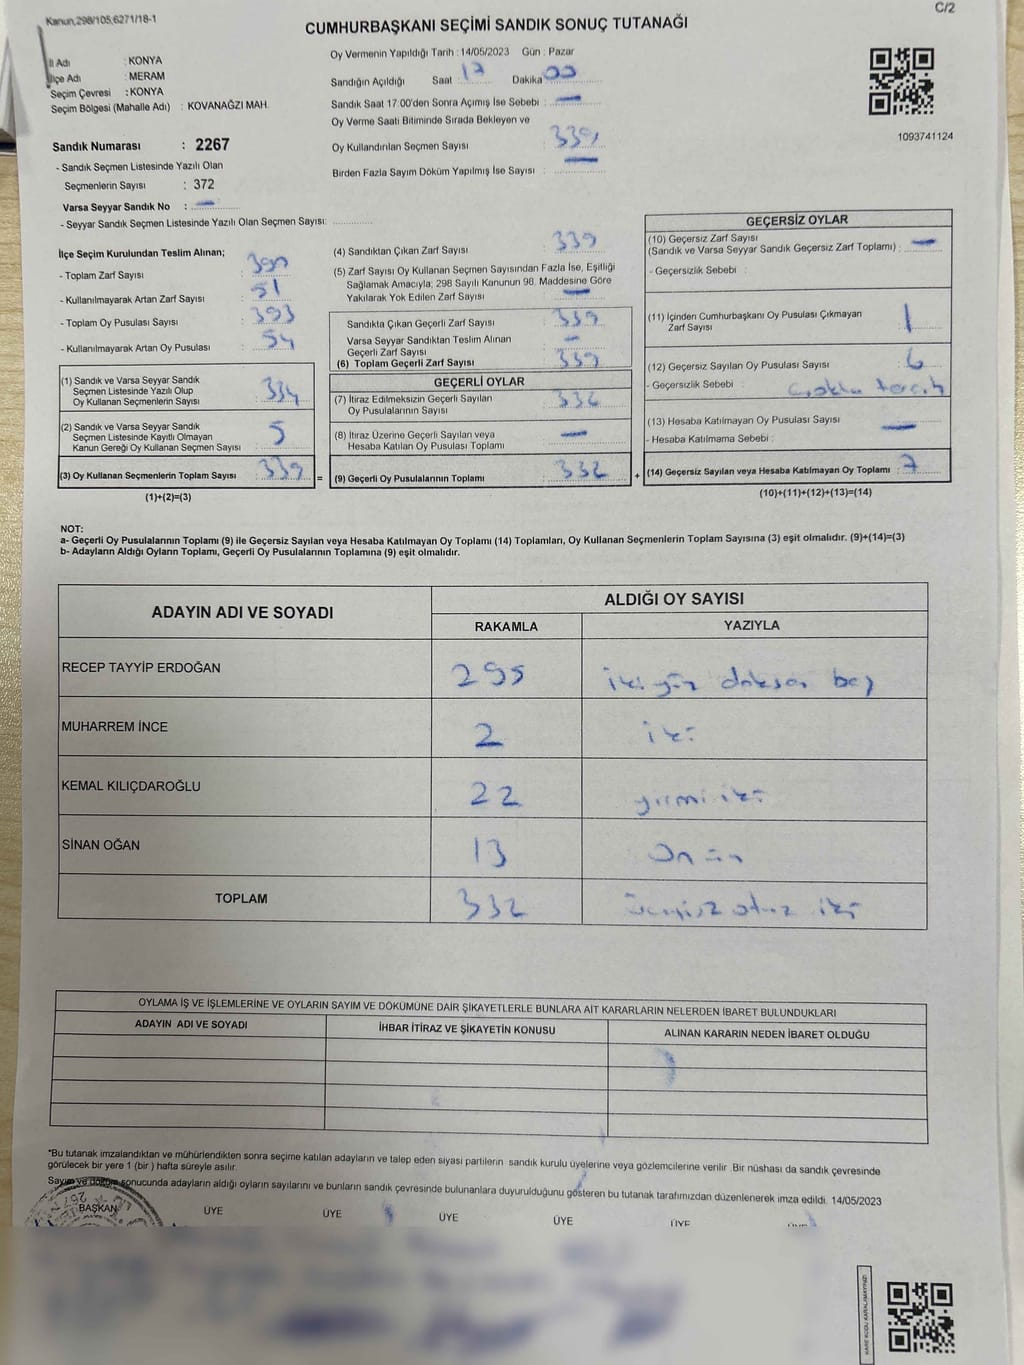 Kanun,298/105,6271/18-1
C/2
CUMHURBAŞKANI SEÇİMİ SANDIK SONUÇ TUTANAĞI
İl Adı : KONYA
İlçe Adı : MERAM
Seçim Çevresi : KONYA
Seçim Bölgesi (Mahalle Adı) : KOVANAĞZI MAH.
Oy Vermenin Yapıldığı Tarih : 14/05/2023 Gün : Pazar
Sandığın Açıldığı Saat : 17 Dakika 00
Sandık Saat 17.00'den Sonra Açımış İse Sebebi : —
Oy Verme Saati Bitiminde Sırada Bekleyen ve
Oy Kullandırılan Seçmen Sayısı : 339
Birden Fazla Sayım Döküm Yapılmış İse Sayısı : —
1093741124
Sandık Numarası : 2267
- Sandık Seçmen Listesinde Yazılı Olan
Seçmenlerin Sayısı : 372
Varsa Seyyar Sandık No : —
- Seyyar Sandık Seçmen Listesinde Yazılı Olan Seçmen Sayısı:
İlçe Seçim Kurulundan Teslim Alınan;
- Toplam Zarf Sayısı : 390
- Kullanılmayarak Artan Zarf Sayısı : 51
- Toplam Oy Pusulası Sayısı : 393
- Kullanılmayarak Artan Oy Pusulası : 54
(1) Sandık ve Varsa Seyyar Sandık
Seçmen Listesinde Yazılı Olup
Oy Kullanan Seçmenlerin Sayısı : 334
(2) Sandık ve Varsa Seyyar Sandık
Seçmen Listesinde Kayıtlı Olmayan
Kanun Gereği Oy Kullanan Seçmen Sayısı : 5
(3) Oy Kullanan Seçmenlerin Toplam Sayısı : 339
(1)+(2)=(3)
(4) Sandıktan Çıkan Zarf Sayısı : 339
(5) Zarf Sayısı Oy Kullanan Seçmen Sayısından Fazla İse, Eşitliği
Sağlamak Amacıyla; 298 Sayılı Kanunun 98. Maddesine Göre
Yakılarak Yok Edilen Zarf Sayısı : —
Sandıkta Çıkan Geçerli Zarf Sayısı : 339
Varsa Seyyar Sandıktan Teslim Alınan
Geçerli Zarf Sayısı : —
(6) Toplam Geçerli Zarf Sayısı : 339
GEÇERLİ OYLAR
(7) İtiraz Edilmeksizin Geçerli Sayılan
Oy Pusulalarının Sayısı : 332
(8) İtiraz Üzerine Geçerli Sayılan veya
Hesaba Katılan Oy Pusulası Toplamı : —
= (9) Geçerli Oy Pusulalarının Toplamı : 332 +
GEÇERSİZ OYLAR
(10) Geçersiz Zarf Sayısı
(Sandık ve Varsa Seyyar Sandık Geçersiz Zarf Toplamı) : —
- Geçersizlik Sebebi :
(11) İçinden Cumhurbaşkanı Oy Pusulası Çıkmayan
Zarf Sayısı : 1
(12) Geçersiz Sayılan Oy Pusulası Sayısı : 6
- Geçersizlik Sebebi : Çoklu tercih
(13) Hesaba Katılmayan Oy Pusulası Sayısı : —
- Hesaba Katılmama Sebebi :
(14) Geçersiz Sayılan veya Hesaba Katılmayan Oy Toplamı : 7
(10)+(11)+(12)+(13)=(14)
NOT:
a- Geçerli Oy Pusulalarının Toplamı (9) ile Geçersiz Sayılan veya Hesaba Katılmayan Oy Toplamı (14) Toplamları, Oy Kullanan Seçmenlerin Toplam Sayısına (3) eşit olmalıdır. (9)+(14)=(3)
b- Adayların Aldığı Oyların Toplamı, Geçerli Oy Pusulalarının Toplamına (9) eşit olmalıdır.
ADAYIN ADI VE SOYADI ALDIĞI OY SAYISI
RAKAMLA YAZIYLA
RECEP TAYYİP ERDOĞAN 295 iki yüz doksan beş
MUHARREM İNCE 2 iki
KEMAL KILIÇDAROĞLU 22 yirmi iki
SİNAN OĞAN 13 On üç
TOPLAM 332 üçyüz otuz iki
OYLAMA İŞ VE İŞLEMLERİNE VE OYLARIN SAYIM VE DÖKÜMÜNE DAİR ŞİKAYETLERLE BUNLARA AİT KARARLARIN NELERDEN İBARET BULUNDUKLARI
ADAYIN ADI VE SOYADI İHBAR İTİRAZ VE ŞİKAYETİN KONUSU ALINAN KARARIN NEDEN İBARET OLDUĞU
*Bu tutanak imzalandıktan ve mühürlendikten sonra seçime katılan adayların ve talep eden siyasi partilerin sandık kurulu üyelerine veya gözlemcilerine verilir. Bir nüshası da sandık çevresinde
görülecek bir yere 1 (bir) hafta süreyle asılır.
Sayım ve döküm sonucunda adayların aldığı oyların sayılarını ve bunların sandık çevresinde bulunanlara duyurulduğunu gösteren bu tutanak tarafımızdan düzenlenerek imza edildi. 14/05/2023
BAŞKAN ÜYE ÜYE ÜYE ÜYE ÜYE ÜYE
KARE KODU KARALAMAYINIZ!